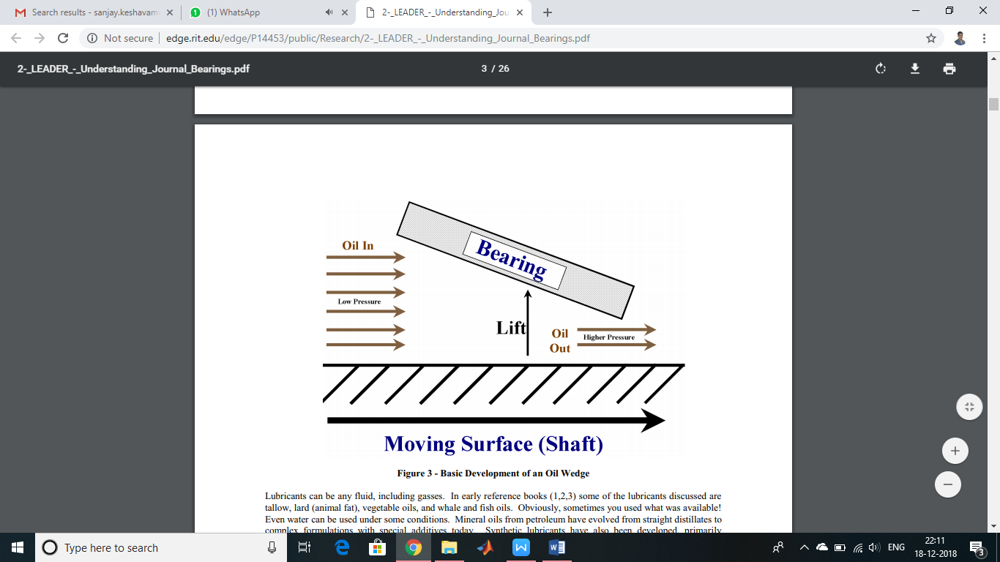 Search results - sanjay.keshavam
(1) WhatsApp
2-_LEADER_-_Understanding_Jou
Not secure | edge.rit.edu/edge/P14453/public/Research/2-_LEADER_-_Understanding_Journal_Bearings.pdf
2-_LEADER_-_Understanding_Journal_Bearings.pdf
3 / 26
Oil In
Bearing
Low Pressure
Lift
Oil
Out
Higher Pressure
Moving Surface (Shaft)
Figure 3 - Basic Development of an Oil Wedge
Lubricants can be any fluid, including gasses. In early reference books (1,2,3) some of the lubricants discussed are
tallow, lard (animal fat), vegetable oils, and whale and fish oils. Obviously, sometimes you used what was available!
Even water can be used under some conditions. Mineral oils from petroleum have evolved from straight distillates to
complex formulations with special additives today. Synthetic lubricants have also been developed, primarily
Type here to search
ENG
22:11
18-12-2018
3